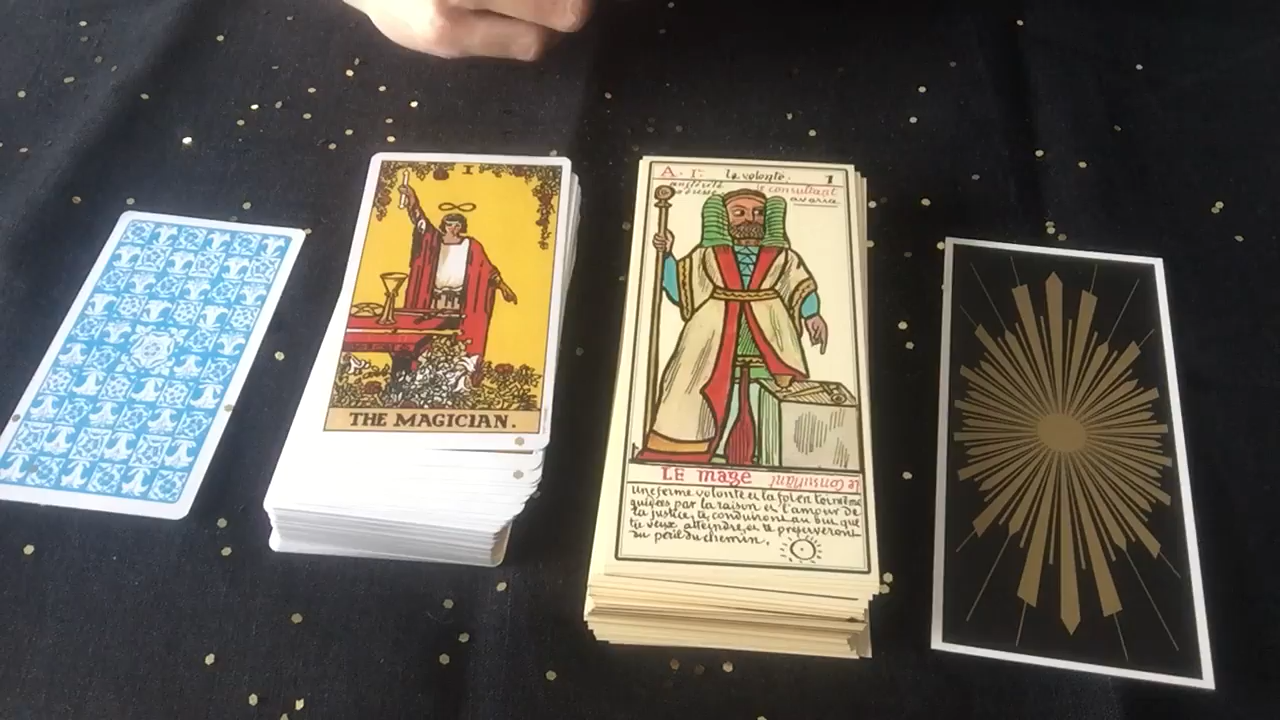 I
THE MAGICIAN.
A. r. la volonté. 1
le consultant
avarice
LE mage le Consultant
une ferme volonté et la foi en toi même
guidées par la raison et l'amour de
la justice, te conduiront au but que
tu veux atteindre, et te préserveront
du péril du chemin.